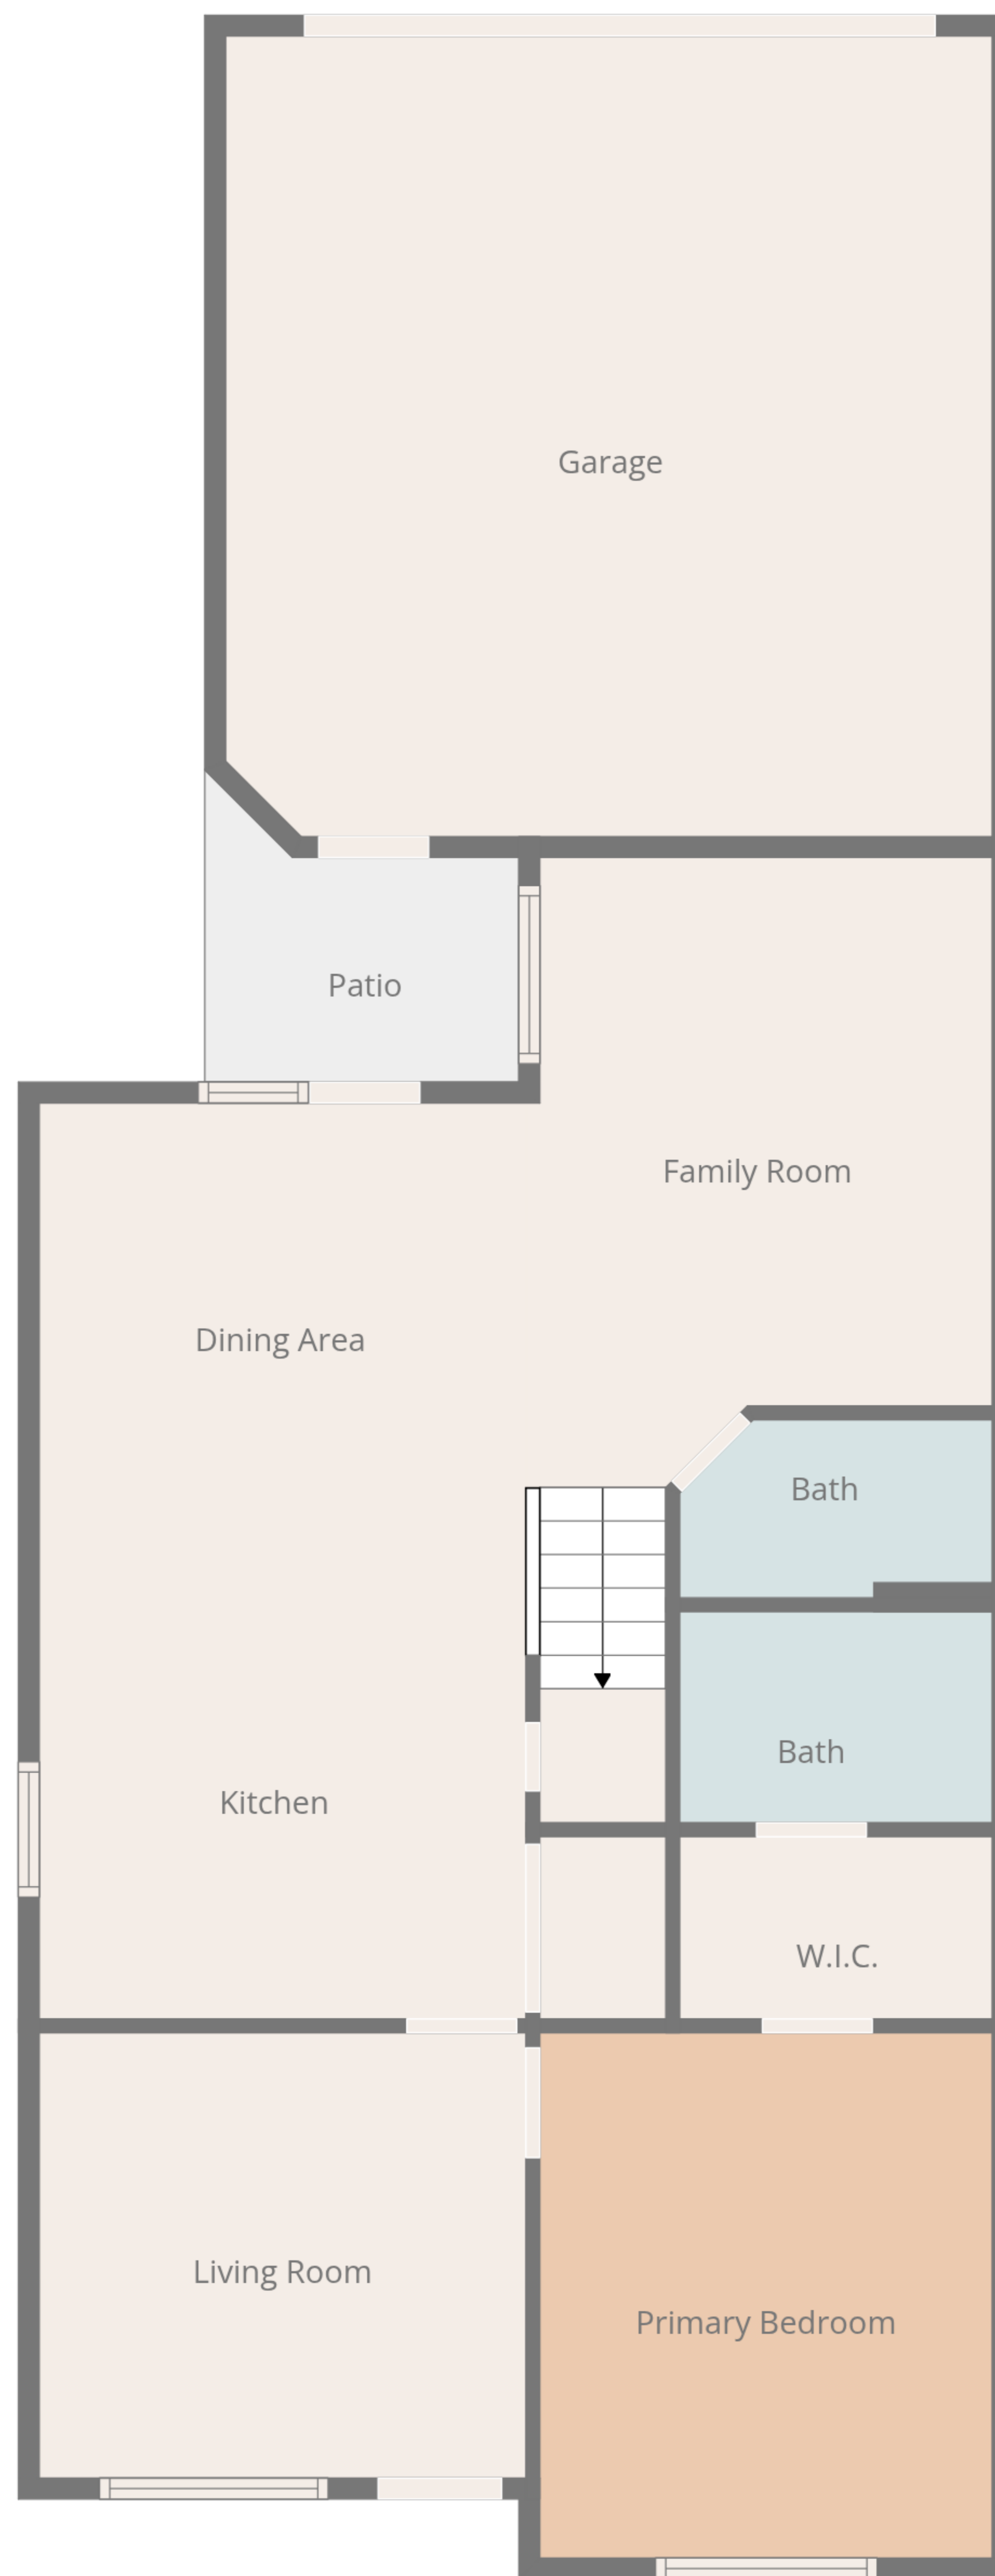 Garage
Patio
Family Room
Dining Area
Bath
Bath
Kitchen
W.I.C.
Living Room
Primary Bedroom